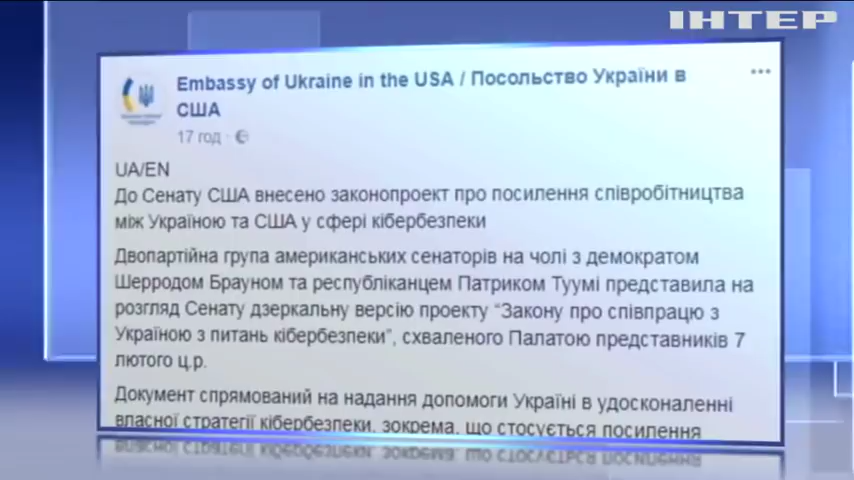 ІНТЕР
Embassy of Ukraine in the USA / Посольство України в
США
17 год ·
UA/EN
До Сенату США внесено законопроект про посилення співробітництва
між Україною та США у сфері кібербезпеки
Двопартійна група американських сенаторів на чолі з демократом
Шерродом Брауном та республіканцем Патриком Туумі представила на
розгляд Сенату дзеркальну версію проекту “Закону про співпрацю з
Україною з питань кібербезпеки”, схваленого Палатою представників 7
лютого ц.р.
Документ спрямований на надання допомоги Україні в удосконаленні
власної стратегії кібербезпеки, зокрема, що стосується посилення